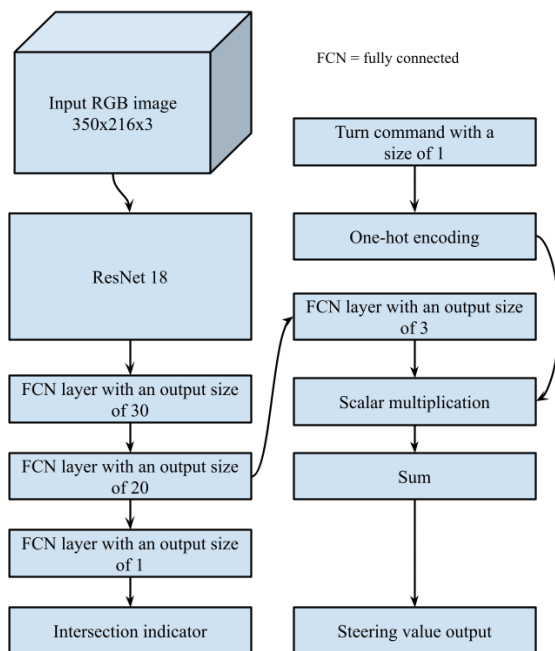 FCN = fully connected
Input RGB image
350x216x3
ResNet 18
FCN layer with an output size
of 30
FCN layer with an output size
of 20
FCN layer with an output size
of 1
Intersection indicator
Turn command with a
size of 1
One-hot encoding
FCN layer with an output size
of 3
Scalar multiplication
Sum
Steering value output